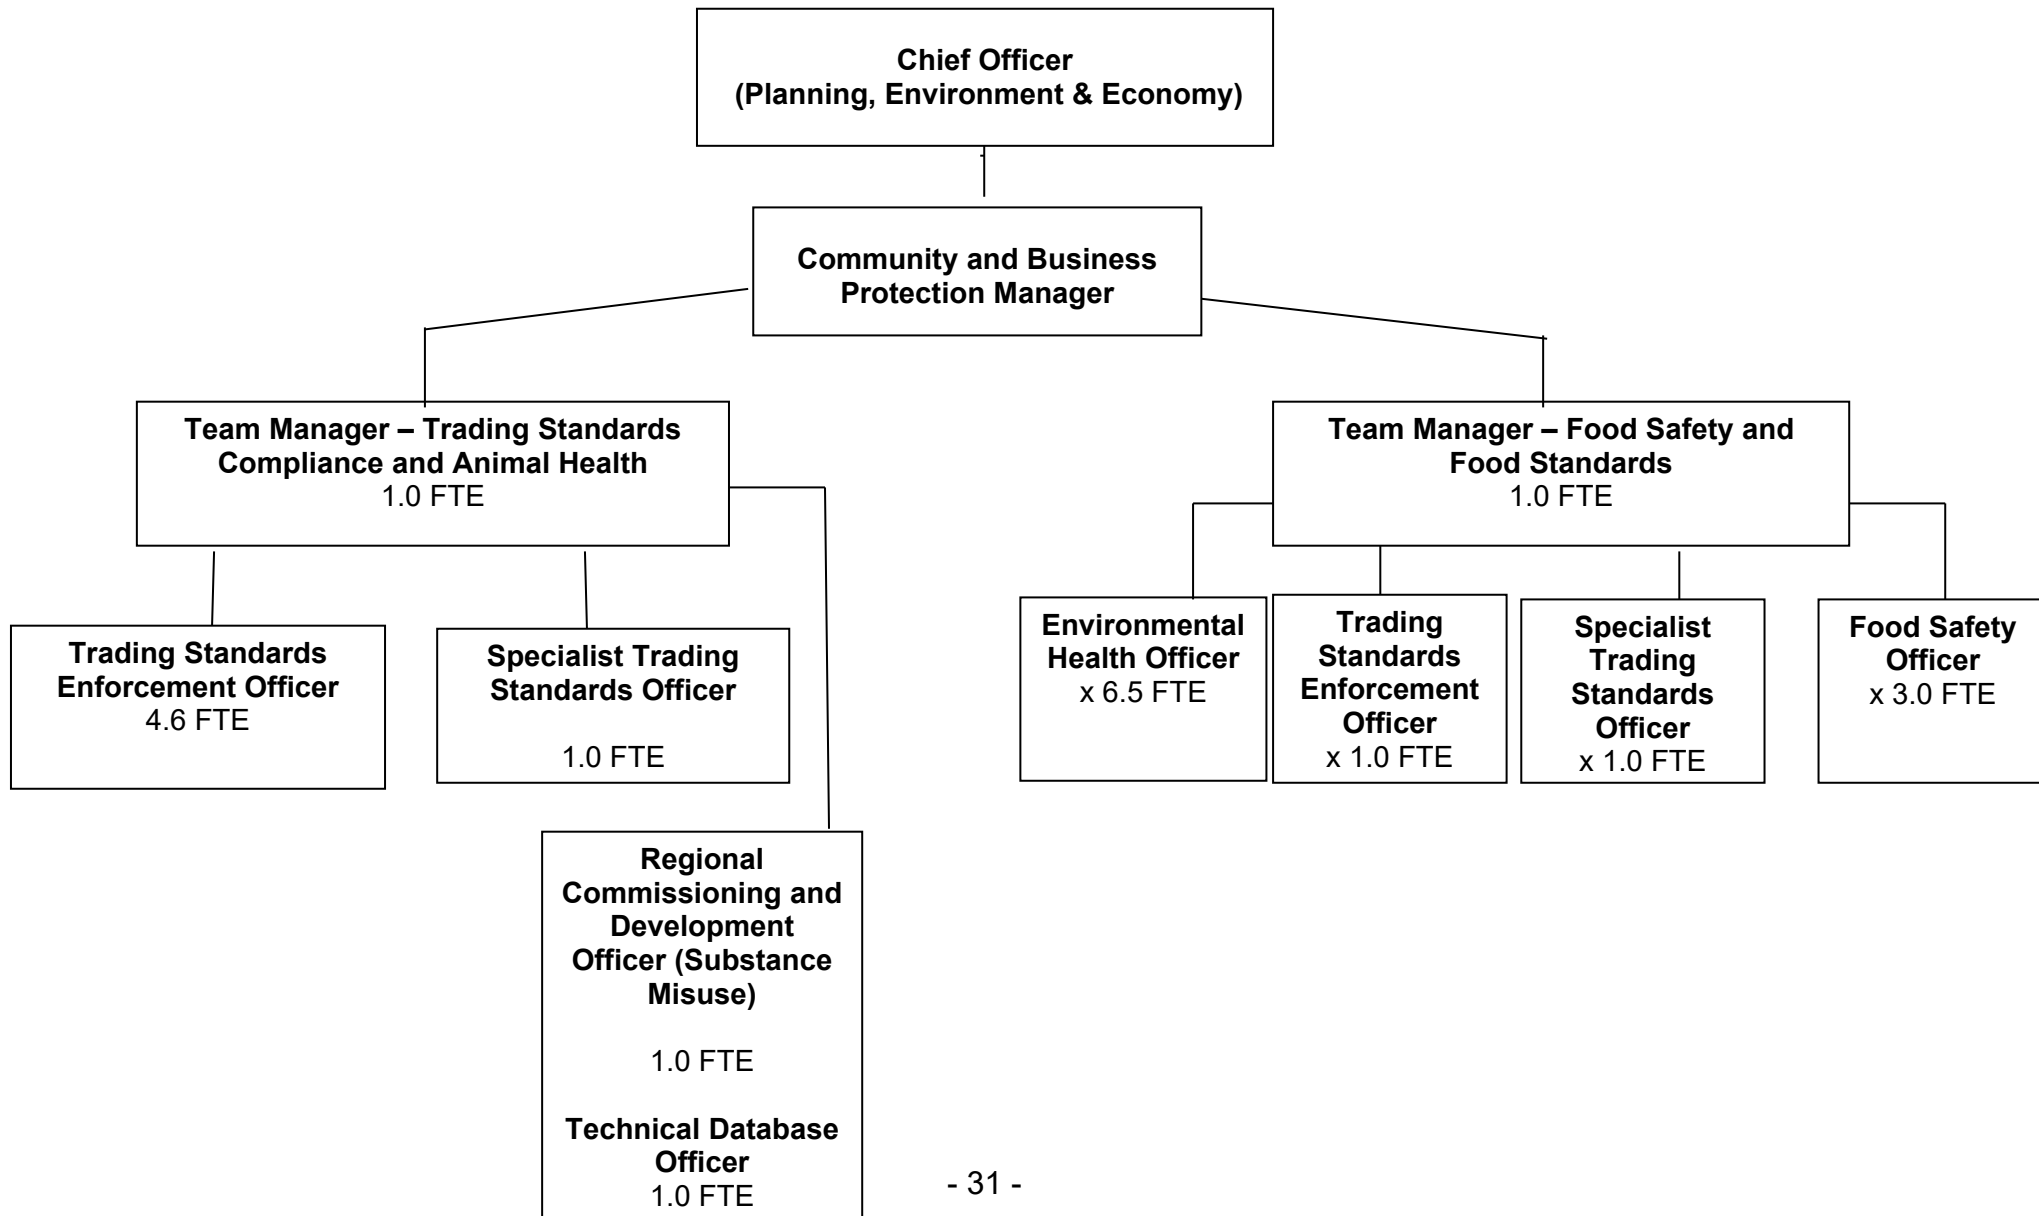 Chief Officer
(Planning, Environment & Economy)
Community and Business
Protection Manager
Team Manager – Trading Standards
Compliance and Animal Health
1.0 FTE
Team Manager – Food Safety and
Food Standards
1.0 FTE
Trading Standards
Enforcement Officer
4.6 FTE
Specialist Trading
Standards Officer
1.0 FTE
Environmental
Health Officer
x 6.5 FTE
Trading
Standards
Enforcement
Officer
x 1.0 FTE
Specialist
Trading
Standards
Officer
x 1.0 FTE
Food Safety
Officer
x 3.0 FTE
Regional
Commissioning and
Development
Officer (Substance
Misuse)
1.0 FTE
Technical Database
Officer
1.0 FTE
- 31 -